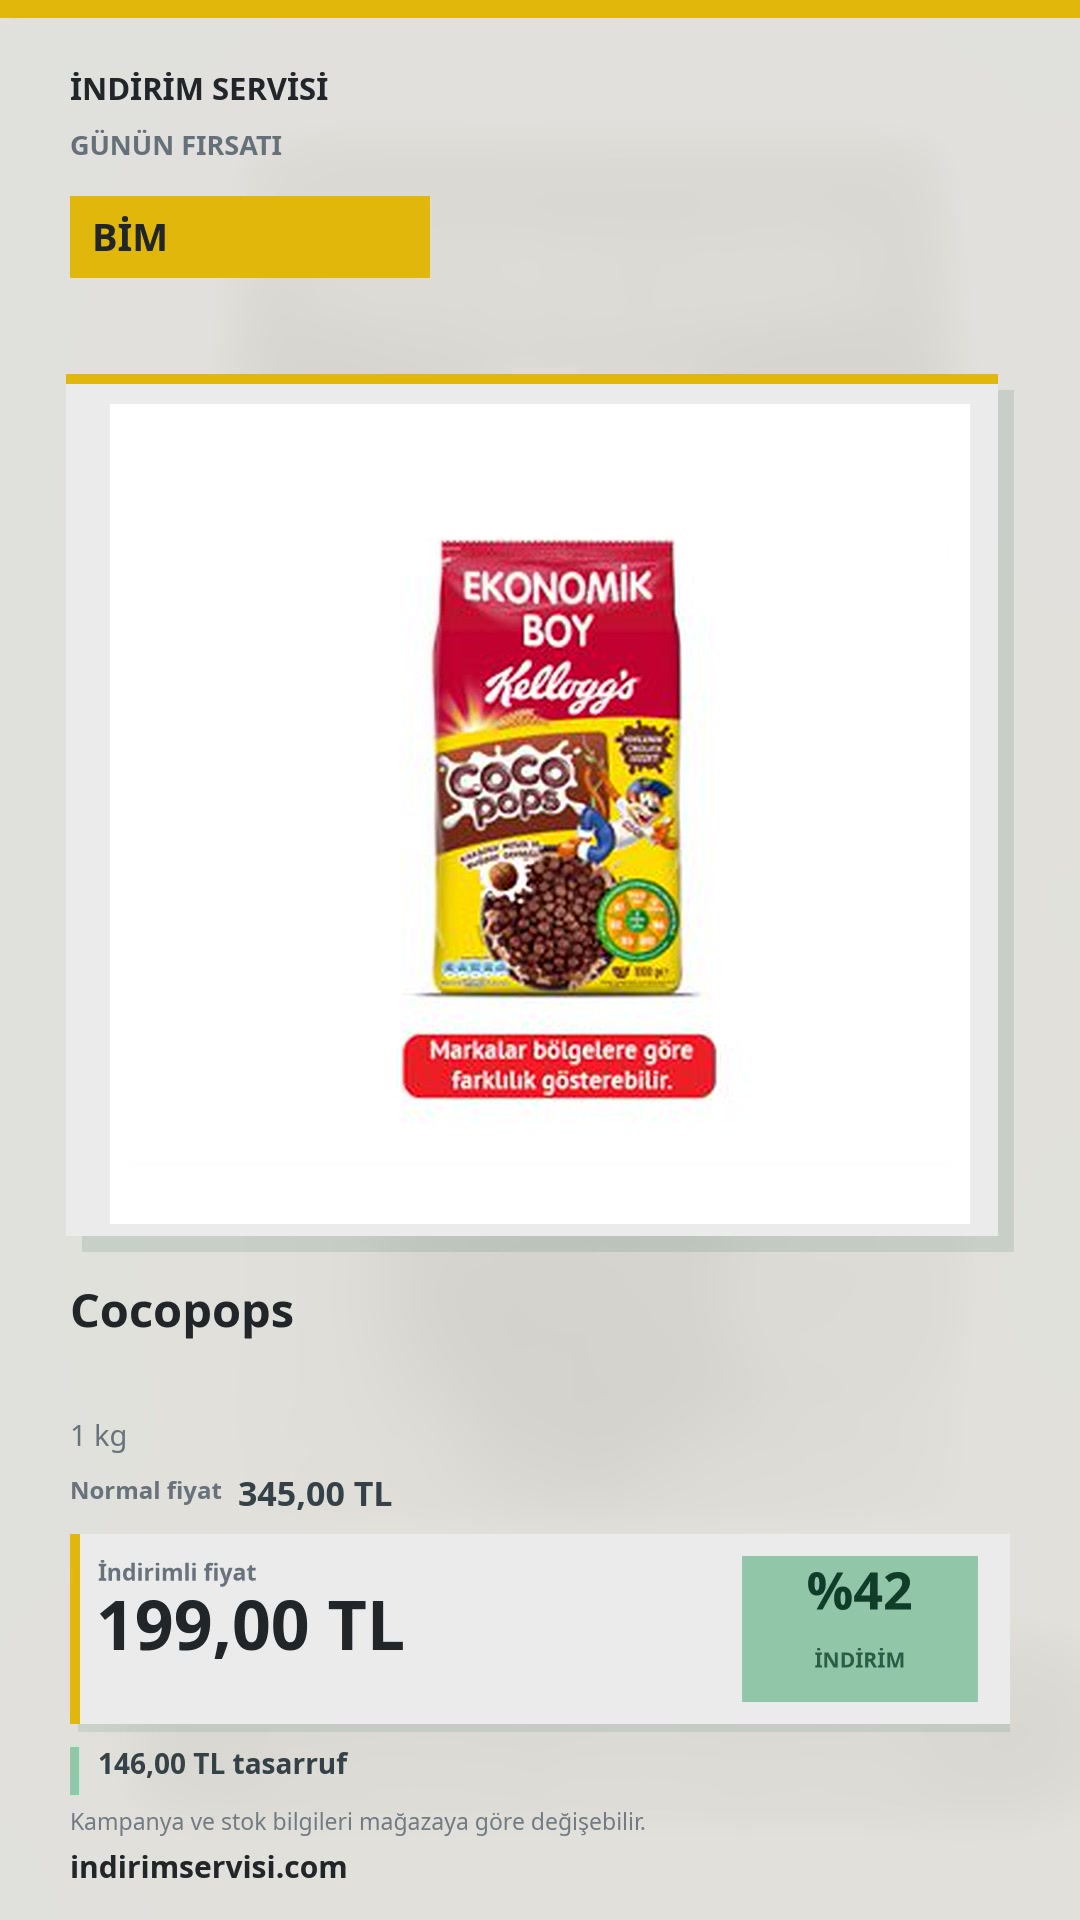 İNDİRİM SERVİSİ
GÜNÜN FIRSATI
BİM
EKONOMİK
BOY
Kellogg's
coco
pops
1000 g℮
Markalar bölgelere göre
farklılık gösterebilir.
Cocopops
1 kg
Normal fiyat 345,00 TL
İndirimli fiyat
199,00 TL
%42
İNDİRİM
146,00 TL tasarruf
Kampanya ve stok bilgileri mağazaya göre değişebilir.
indirimservisi.com